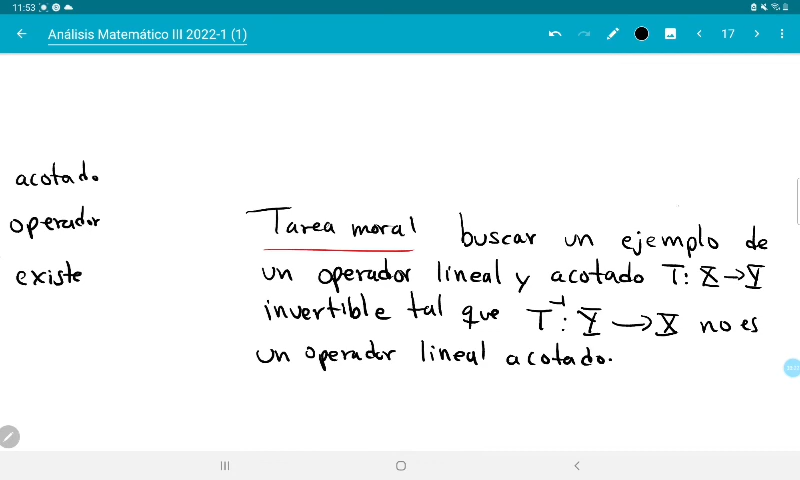 11:53
Análisis Matemático III 2022-1 (1)
17
acotado
operador
existe
Tarea moral buscar un ejemplo de
un operador lineal y acotado T: X → Y
invertible tal que T⁻¹: Y → X no es
un operador lineal acotado.